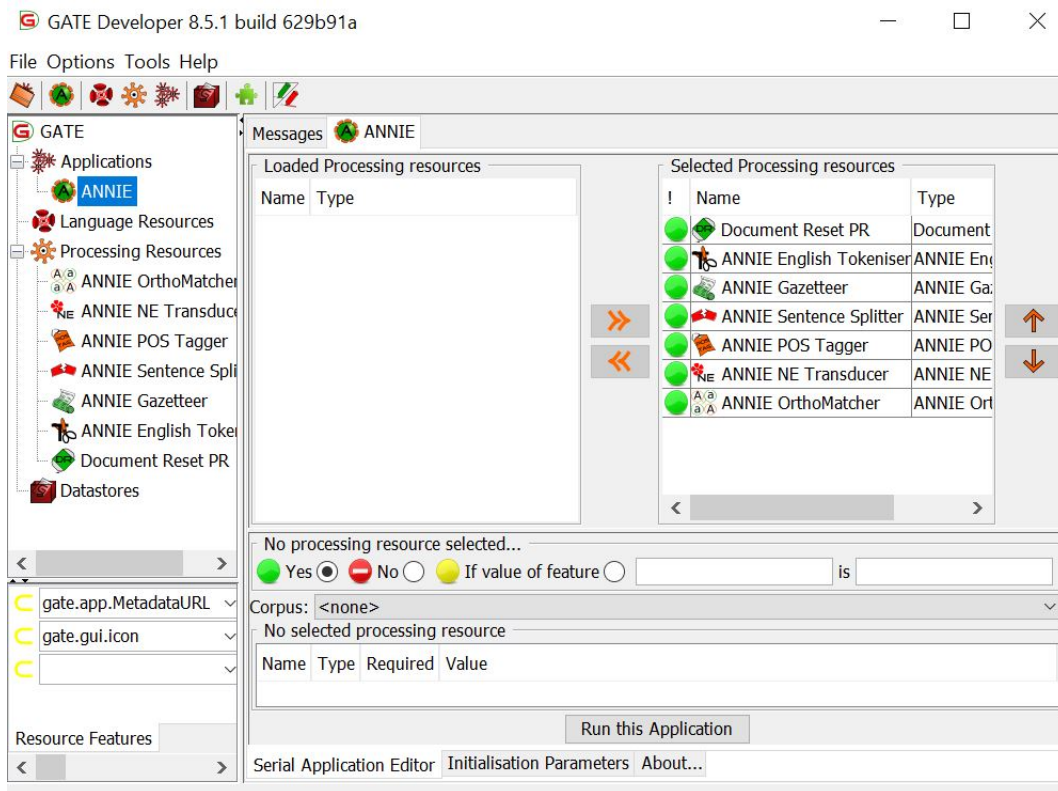 GATE Developer 8.5.1 build 629b91a
File Options Tools Help
GATE
Applications
ANNIE
Language Resources
Processing Resources
ANNIE OrthoMatcher
ANNIE NE Transduce
ANNIE POS Tagger
ANNIE Sentence Spli
ANNIE Gazetteer
ANNIE English Toker
Document Reset PR
Datastores
gate.app.MetadataURL
gate.gui.icon
Resource Features
Messages ANNIE
Loaded Processing resources
Name Type
Selected Processing resources
! Name Type
Document Reset PR Document
ANNIE English Tokeniser ANNIE Eng
ANNIE Gazetteer ANNIE Gaz
ANNIE Sentence Splitter ANNIE Ser
ANNIE POS Tagger ANNIE PO
ANNIE NE Transducer ANNIE NE
ANNIE OrthoMatcher ANNIE Ort
No processing resource selected...
Yes No If value of feature is
Corpus: <none>
No selected processing resource
Name Type Required Value
Run this Application
Serial Application Editor Initialisation Parameters About...